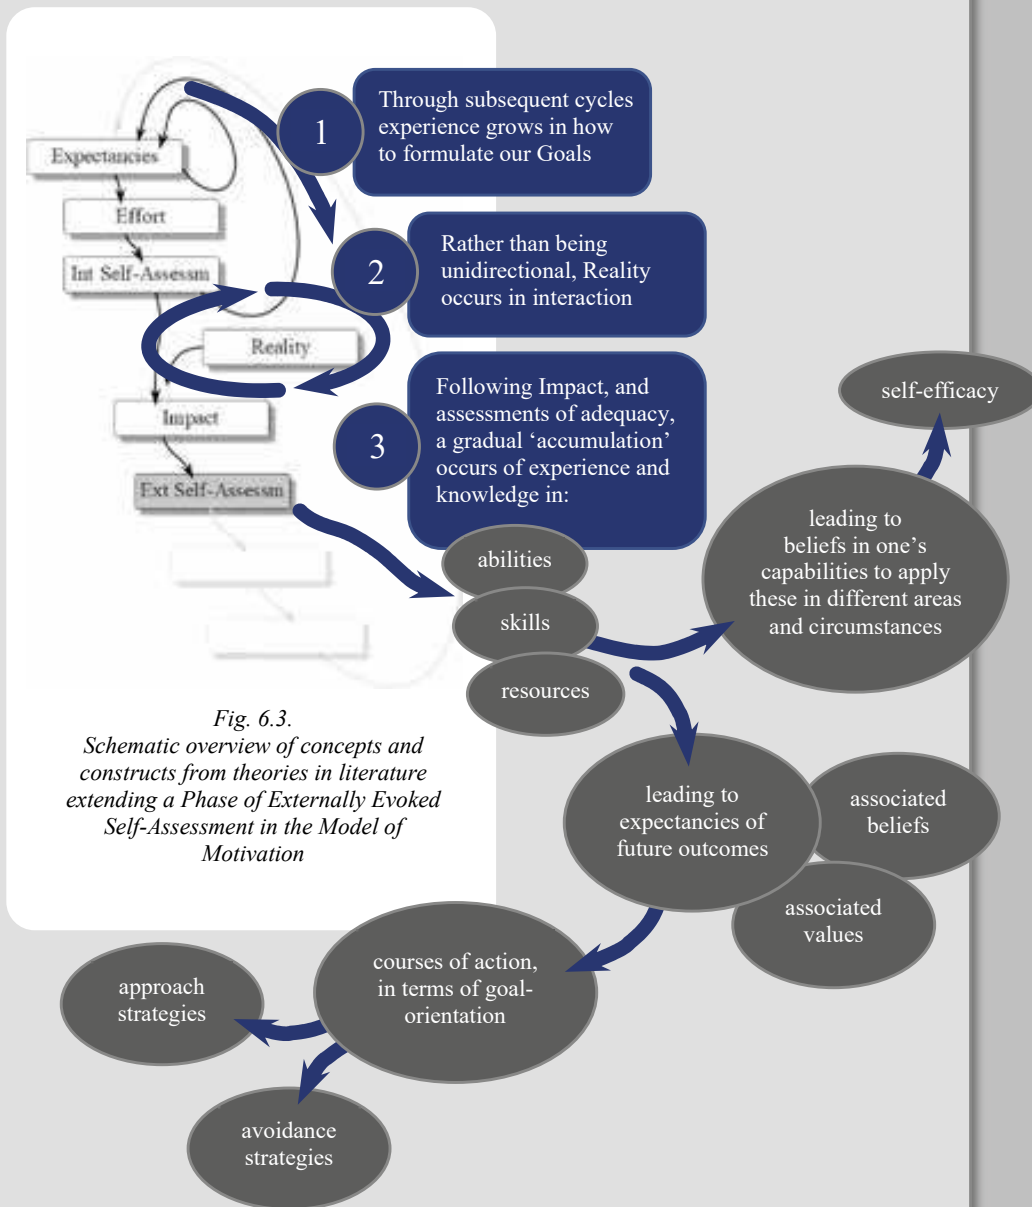 1
Through subsequent cycles
experience grows in how
to formulate our Goals
Expectancies
Effort
Int Self-Assessm
2
Rather than being
unidirectional, Reality
occurs in interaction
Reality
Impact
Ext Self-Assessm
3
Following Impact, and
assessments of adequacy,
a gradual ‘accumulation’
occurs of experience and
knowledge in:
abilities
skills
resources
self-efficacy
leading to
beliefs in one’s
capabilities to apply
these in different areas
and circumstances
Fig. 6.3.
Schematic overview of concepts and
constructs from theories in literature
extending a Phase of Externally Evoked
Self-Assessment in the Model of
Motivation
leading to
expectancies of
future outcomes
associated
beliefs
associated
values
courses of action,
in terms of goal-
orientation
approach
strategies
avoidance
strategies